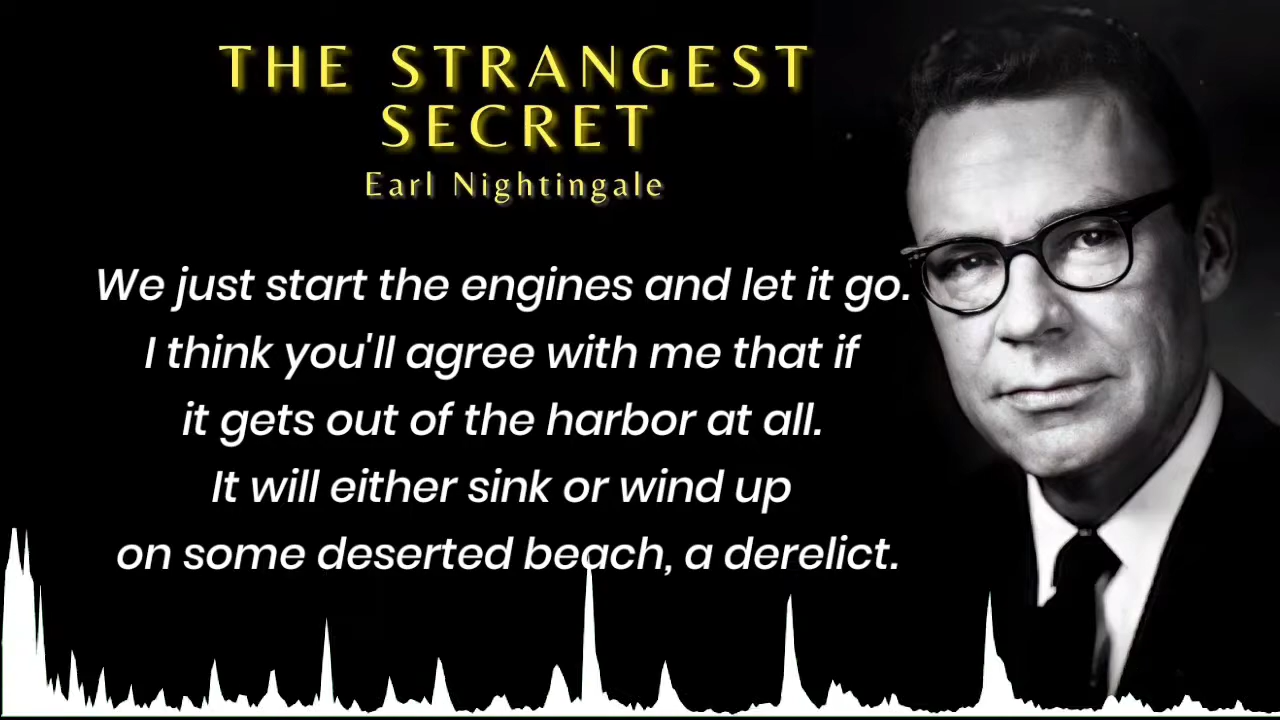 THE STRANGEST
SECRET
Earl Nightingale
We just start the engines and let it go.
I think you'll agree with me that if
it gets out of the harbor at all.
It will either sink or wind up
on some deserted beach, a derelict.